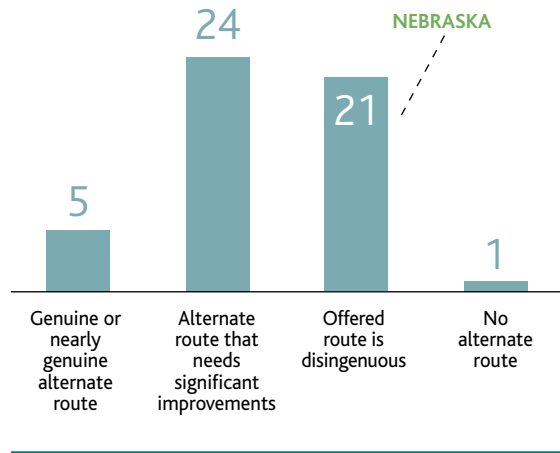 24
NEBRASKA
21
5
1
Genuine or
nearly
genuine
alternate
route
Alternate
route that
needs
significant
improvements
Offered
route is
disingenuous
No
alternate
route